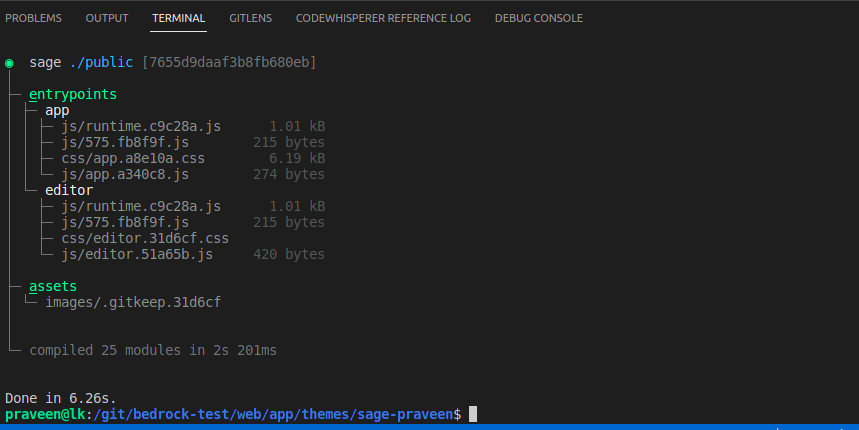 PROBLEMS OUTPUT TERMINAL GITLENS CODEWHISPERER REFERENCE LOG DEBUG CONSOLE
sage ./public [7655d9daaf3b8fb680eb]
entrypoints
app
js/runtime.c9c28a.js 1.01 kB
js/575.fb8f9f.js 215 bytes
css/app.a8e10a.css 6.19 kB
js/app.a340c8.js 274 bytes
editor
js/runtime.c9c28a.js 1.01 kB
js/575.fb8f9f.js 215 bytes
css/editor.31d6cf.css
js/editor.51a65b.js 420 bytes
assets
images/.gitkeep.31d6cf
compiled 25 modules in 2s 201ms
Done in 6.26s.
praveen@lk:/git/bedrock-test/web/app/themes/sage-praveen$